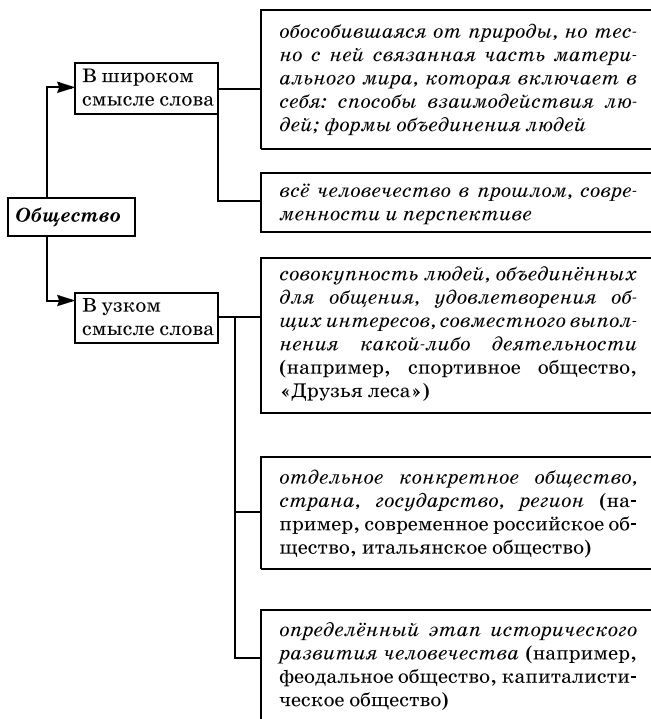 обособившаяся от природы, но тес-
но с ней связанная часть матери-
ального мира, которая включает в
себя: способы взаимодействия лю-
дей; формы объединения людей
В широком
смысле слова
всё человечество в прошлом, совре-
менности и перспективе
Общество
В узком
смысле слова
совокупность людей, объединённых
для общения, удовлетворения об-
щих интересов, совместного выпол-
нения какой-либо деятельности
(например, спортивное общество,
«Друзья леса»)
отдельное конкретное общество,
страна, государство, регион (на-
пример, современное российское об-
щество, итальянское общество)
определённый этап исторического
развития человечества (например,
феодальное общество, капиталисти-
ческое общество)